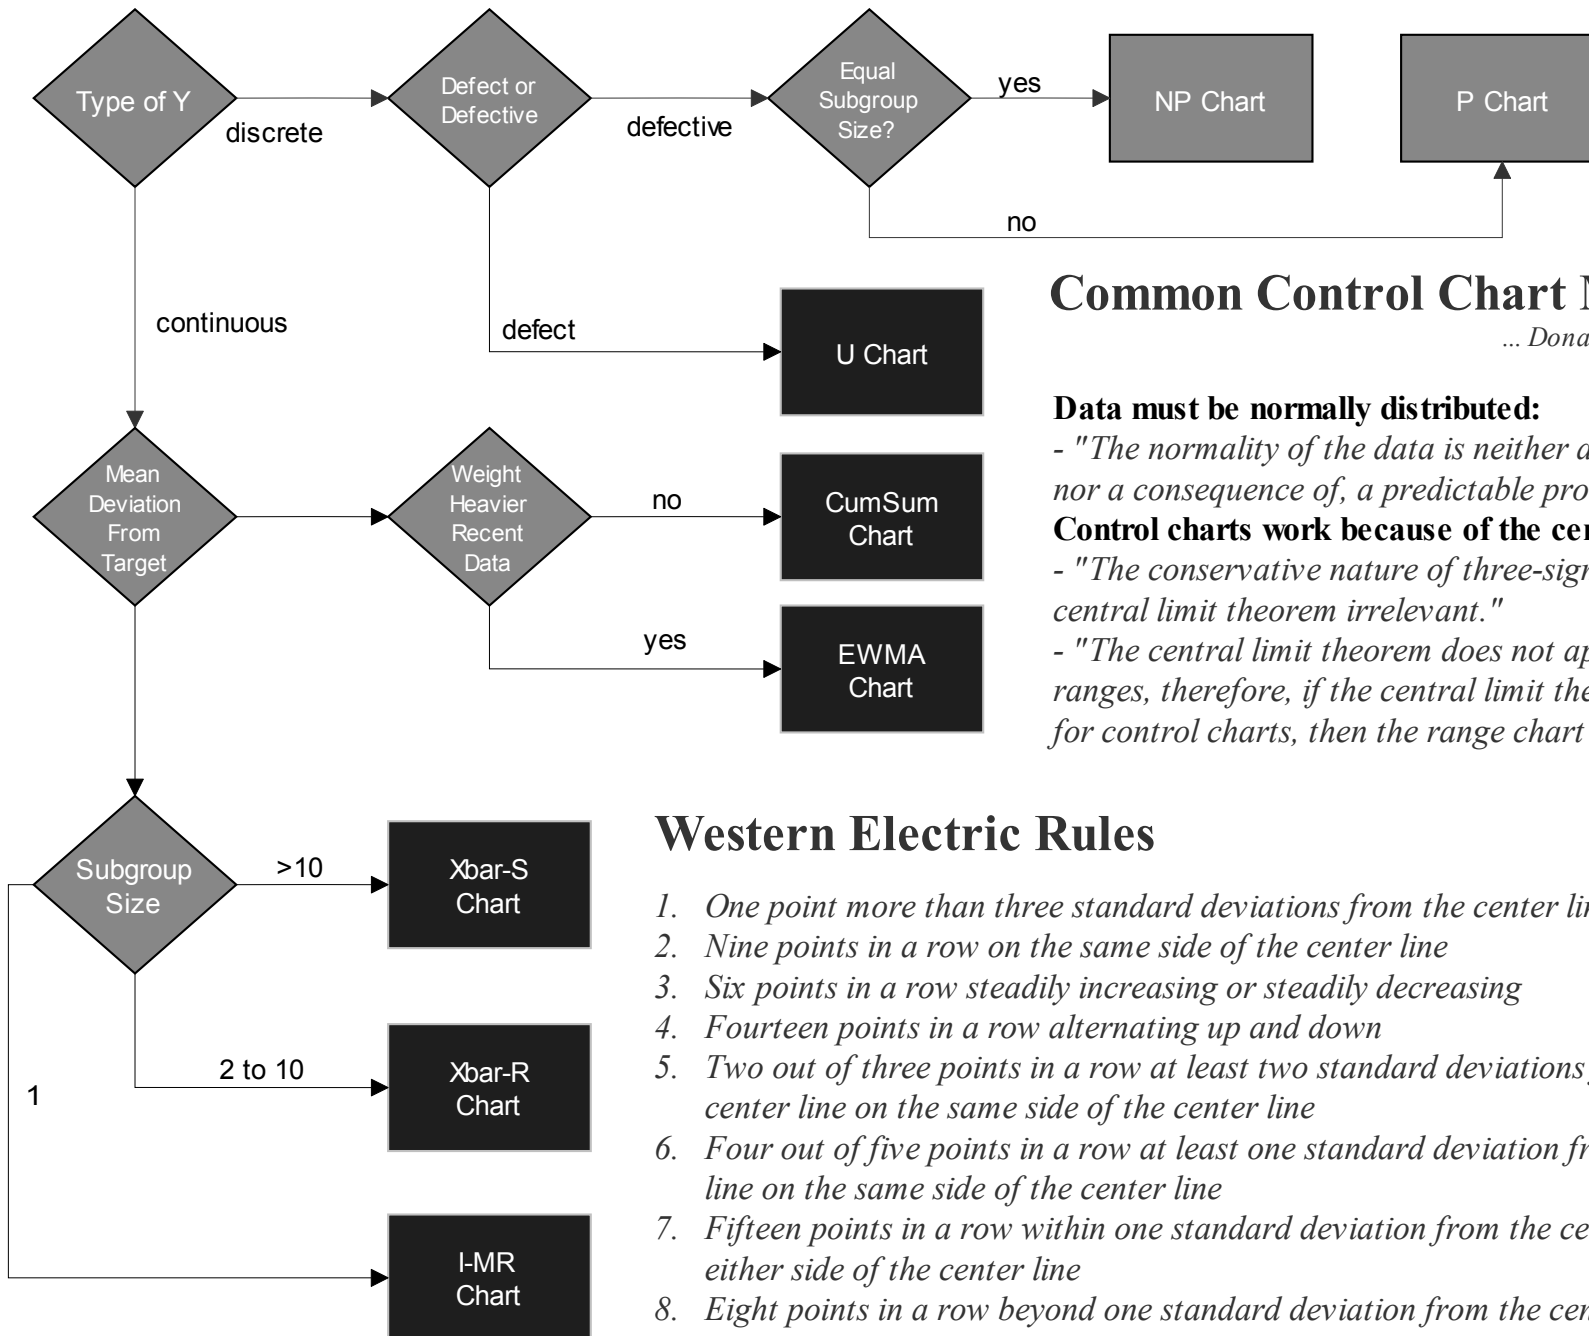 Type of Y
discrete
Defect or
Defective
defective
Equal
Subgroup
Size?
yes
NP Chart
P Chart
no
continuous
defect
U Chart
Common Control Chart
...
Data must be normally distributed:
- "The normality of the data is neither
nor a consequence of, a predictable
Control charts work because of the
- "The conservative nature of
central limit theorem irrelevant."
- "The central limit theorem does not
ranges, therefore, if the central limit
for control charts, then the range chart
Mean
Deviation
From
Target
Weight
Heavier
Recent
Data
no
CumSum
Chart
yes
EWMA
Chart
Subgroup
Size
>10
Xbar-S
Chart
2 to 10
Xbar-R
Chart
1
I-MR
Chart
Western Electric Rules
1. One point more than three standard deviations from the center
2. Nine points in a row on the same side of the center line
3. Six points in a row steadily increasing or steadily decreasing
4. Fourteen points in a row alternating up and down
5. Two out of three points in a row at least two standard deviations
center line on the same side of the center line
6. Four out of five points in a row at least one standard deviation
line on the same side of the center line
7. Fifteen points in a row within one standard deviation from the
either side of the center line
8. Eight points in a row beyond one standard deviation from the